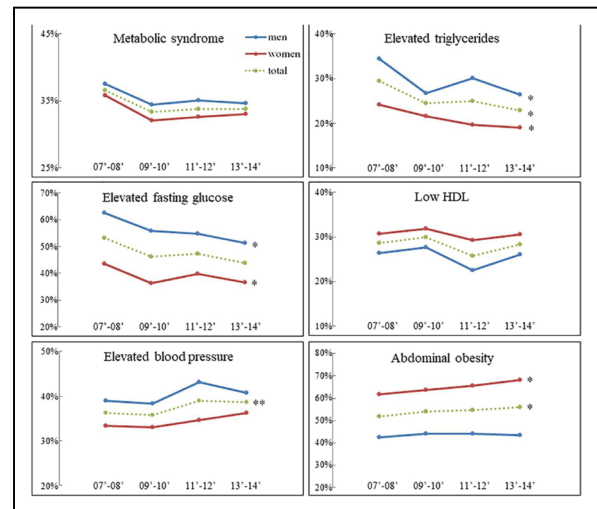 Metabolic syndrome
men
women
total
45%
35%
25%
07'-08' 09'-10' 11'-12' 13'-14'
Elevated triglycerides
40%
30%
20%
10%
*
*
*
07'-08' 09'-10' 11'-12' 13'-14'
Elevated fasting glucose
70%
60%
50%
40%
30%
20%
*
*
07'-08' 09'-10' 11'-12' 13'-14'
Low HDL
40%
30%
20%
10%
07'-08' 09'-10' 11'-12' 13'-14'
Elevated blood pressure
50%
40%
30%
20%
**
07'-08' 09'-10' 11'-12' 13'-14'
Abdominal obesity
80%
70%
60%
50%
40%
30%
20%
*
*
07'-08' 09'-10' 11'-12' 13'-14'